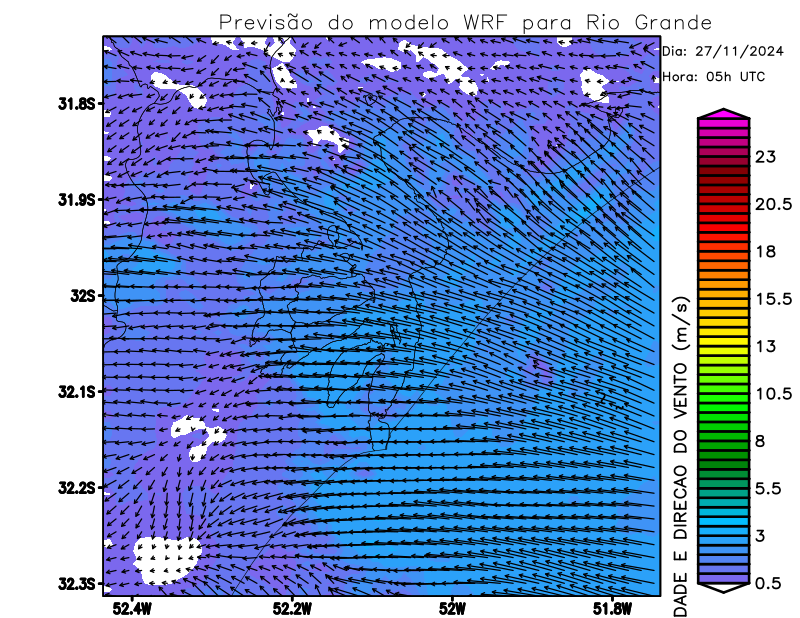 Previsão do modelo WRF para Rio Grande
Dia: 27/11/2024
Hora: 05h UTC
31.8S
31.9S
32S
32.1S
32.2S
32.3S
52.4W
52.2W
52W
51.8W
DADE E DIRECAO DO VENTO (m/s)
23
20.5
18
15.5
13
10.5
8
5.5
3
0.5